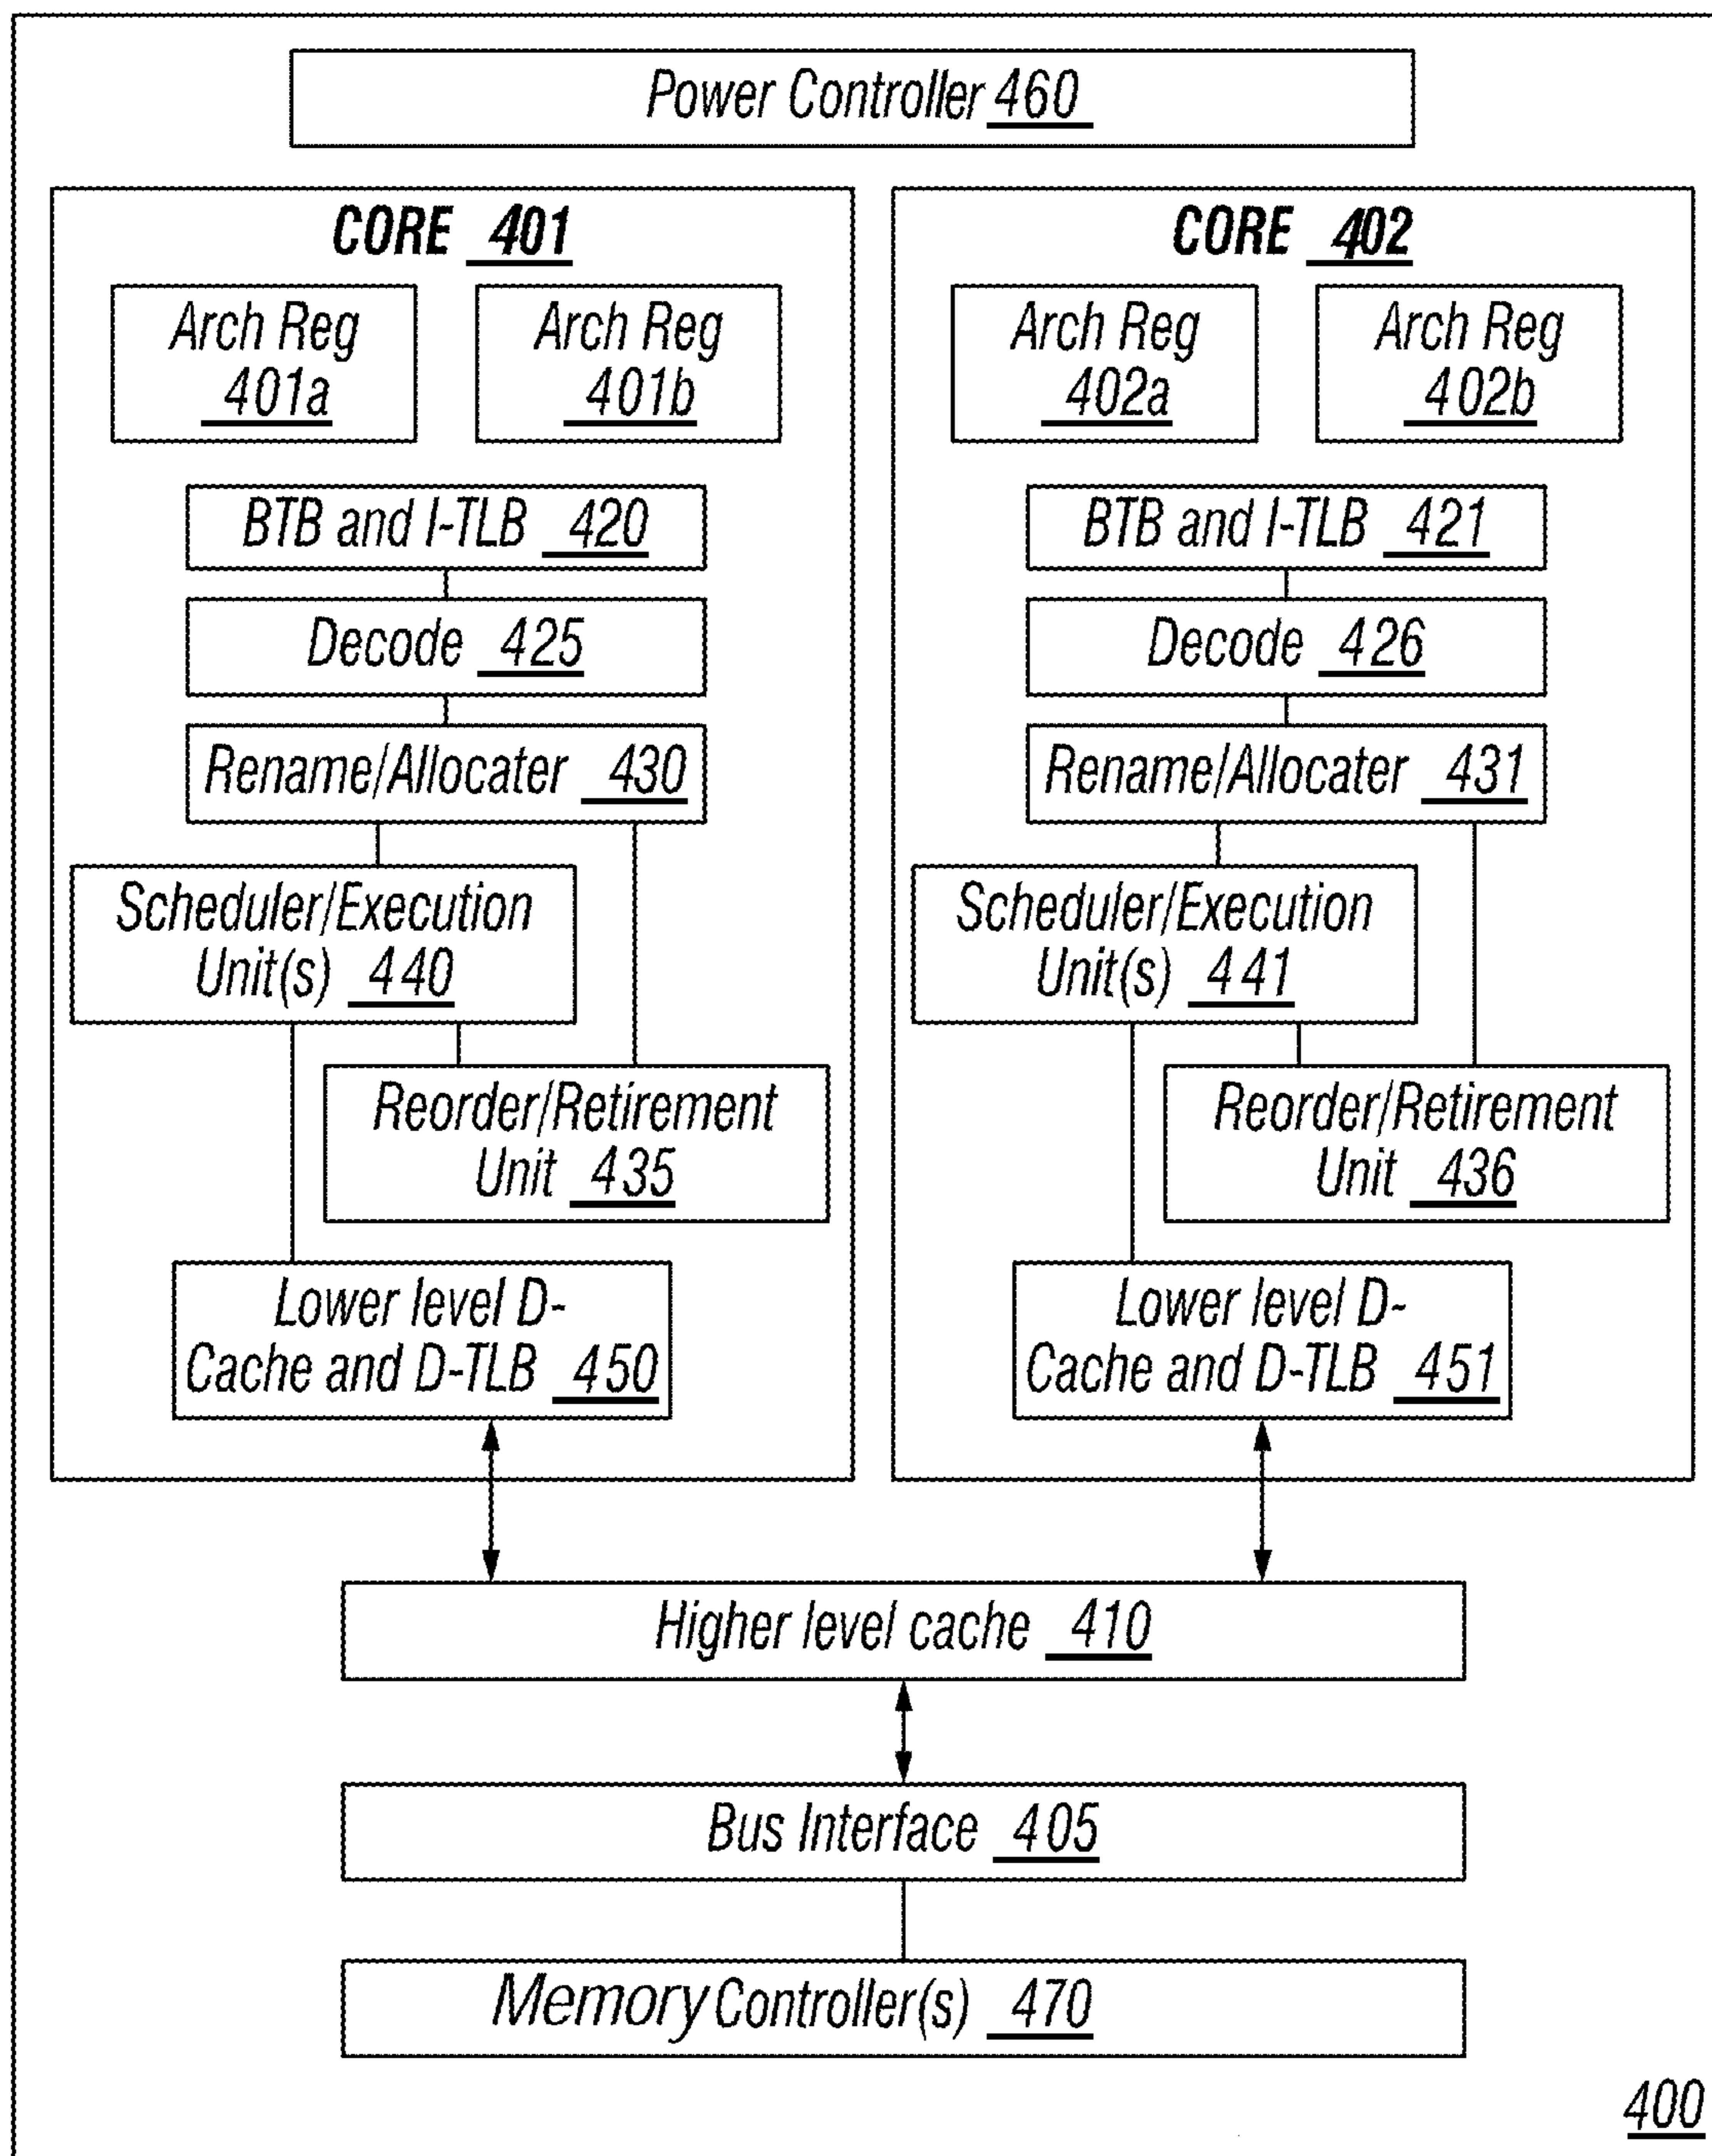 Power Controller 460
CORE 401
Arch Reg
401a
Arch Reg
401b
BTB and I-TLB 420
Decode 425
Rename/Allocater 430
Scheduler/Execution
Unit(s) 440
Reorder/Retirement
Unit 435
Lower level D-
Cache and D-TLB 450
CORE 402
Arch Reg
402a
Arch Reg
402b
BTB and I-TLB 421
Decode 426
Rename/Allocater 431
Scheduler/Execution
Unit(s) 441
Reorder/Retirement
Unit 436
Lower level D-
Cache and D-TLB 451
Higher level cache 410
Bus Interface 405
Memory Controller(s) 470
400